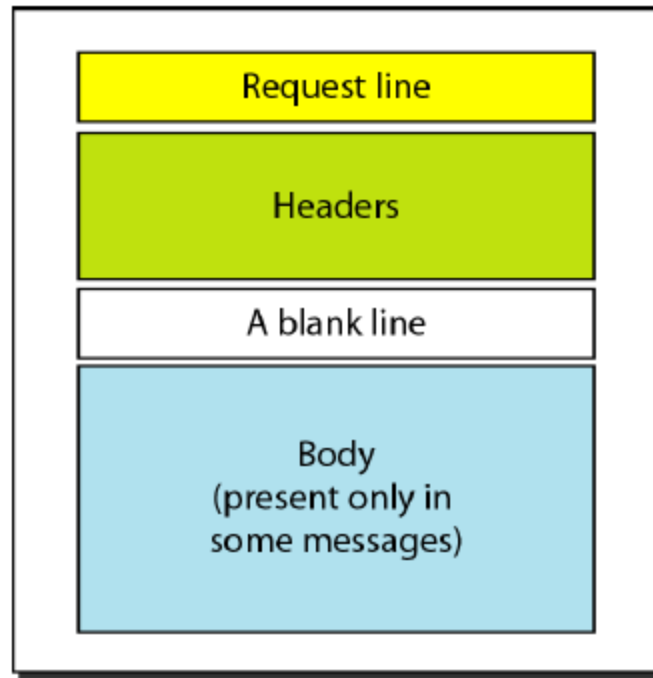 Request line
Headers
A blank line
Body
(present only in
some messages)